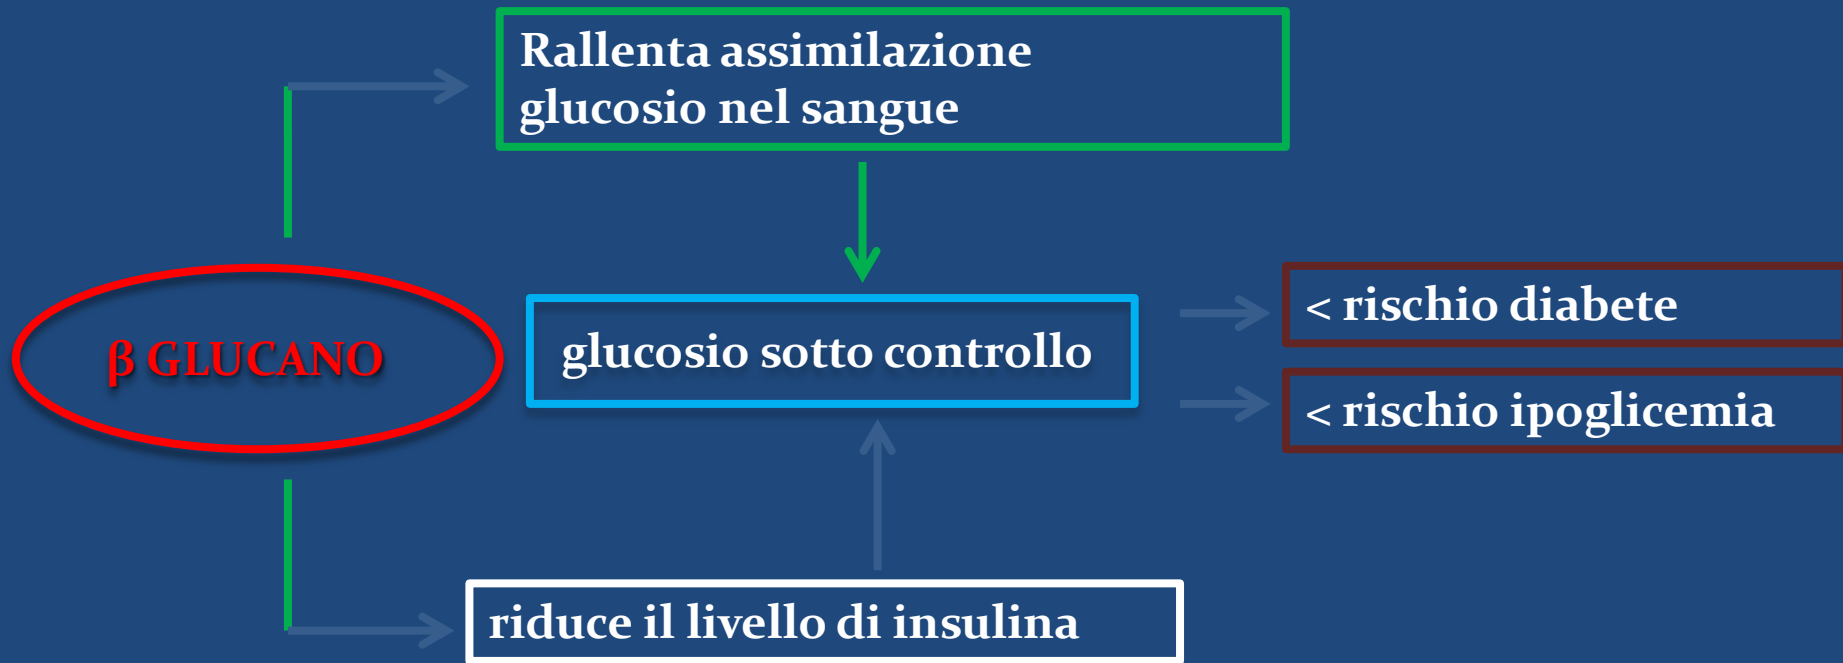 Rallenta assimilazione
glucosio nel sangue
β GLUCANO
glucosio sotto controllo
< rischio diabete
< rischio ipoglicemia
riduce il livello di insulina